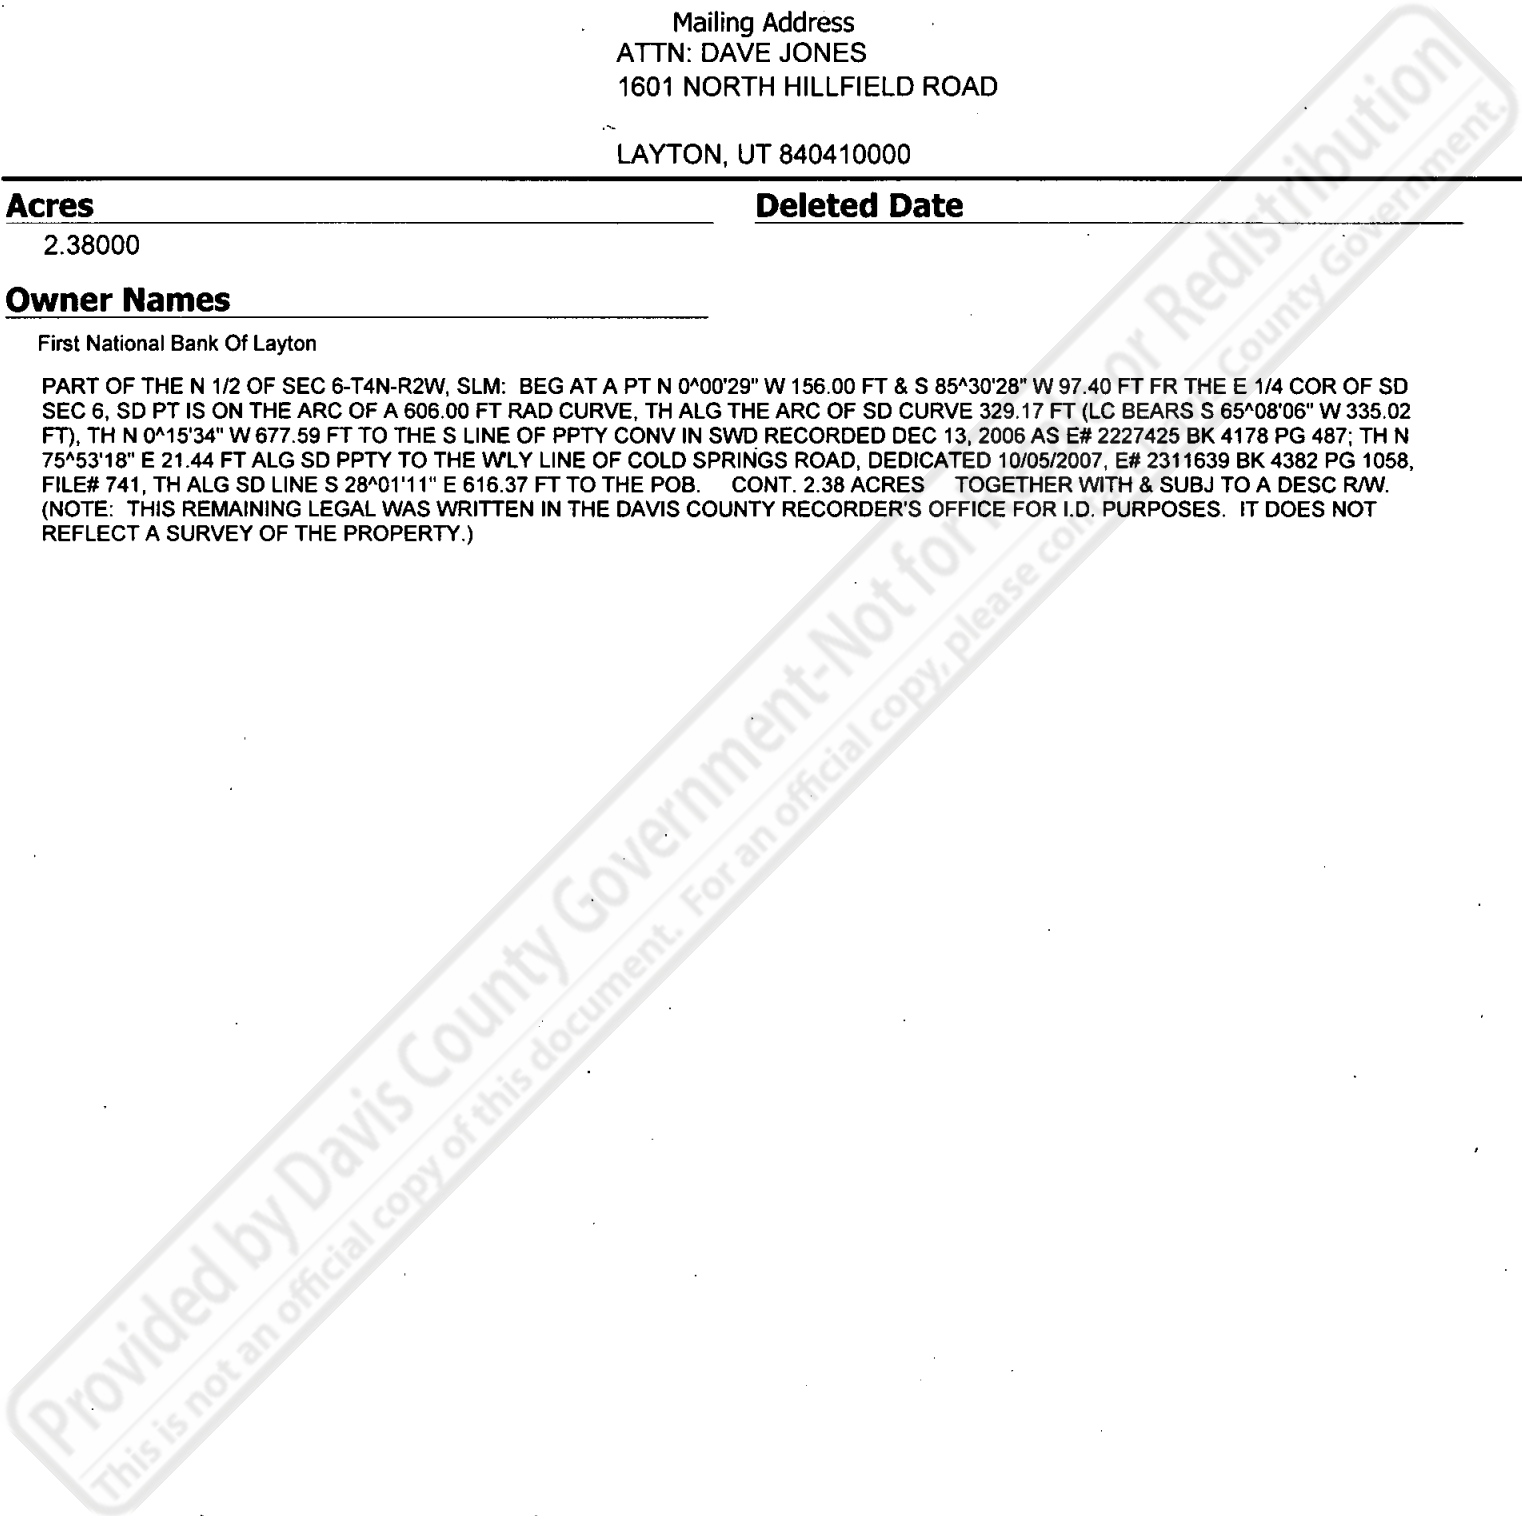 Mailing Address
ATTN: DAVE JONES
1601 NORTH HILLFIELD ROAD
LAYTON, UT 840410000
Acres
Deleted Date
2.38000
Owner Names
First National Bank Of Layton
PART OF THE N 1/2 OF SEC 6-T4N-R2W, SLM: BEG AT A PT N 0^00'29" W 156.00 FT & S 85^30'28" W 97.40 FT FR THE E 1/4 COR OF SD
SEC 6, SD PT IS ON THE ARC OF A 606.00 FT RAD CURVE, TH ALG THE ARC OF SD CURVE 329.17 FT (LC BEARS S 65^08'06" W 335.02
FT), TH N 0^15'34" W 677.59 FT TO THE S LINE OF PPTY CONV IN SWD RECORDED DEC 13, 2006 AS E# 2227425 BK 4178 PG 487; TH N
75^53'18" E 21.44 FT ALG SD PPTY TO THE W'LY LINE OF COLD SPRINGS ROAD, DEDICATED 10/05/2007, E# 2311639 BK 4382 PG 1058,
FILE# 741, TH ALG SD LINE S 28^01'11" E 616.37 FT TO THE POB. CONT. 2.38 ACRES TOGETHER WITH & SUBJ TO A DESC R/W.
(NOTE: THIS REMAINING LEGAL WAS WRITTEN IN THE DAVIS COUNTY RECORDER'S OFFICE FOR I.D. PURPOSES. IT DOES NOT
REFLECT A SURVEY OF THE PROPERTY.)
Provided by Davis County Government-Not for Resale or Redistribution
This is not an official copy of this document. For an official copy, please contact Davis County Government.